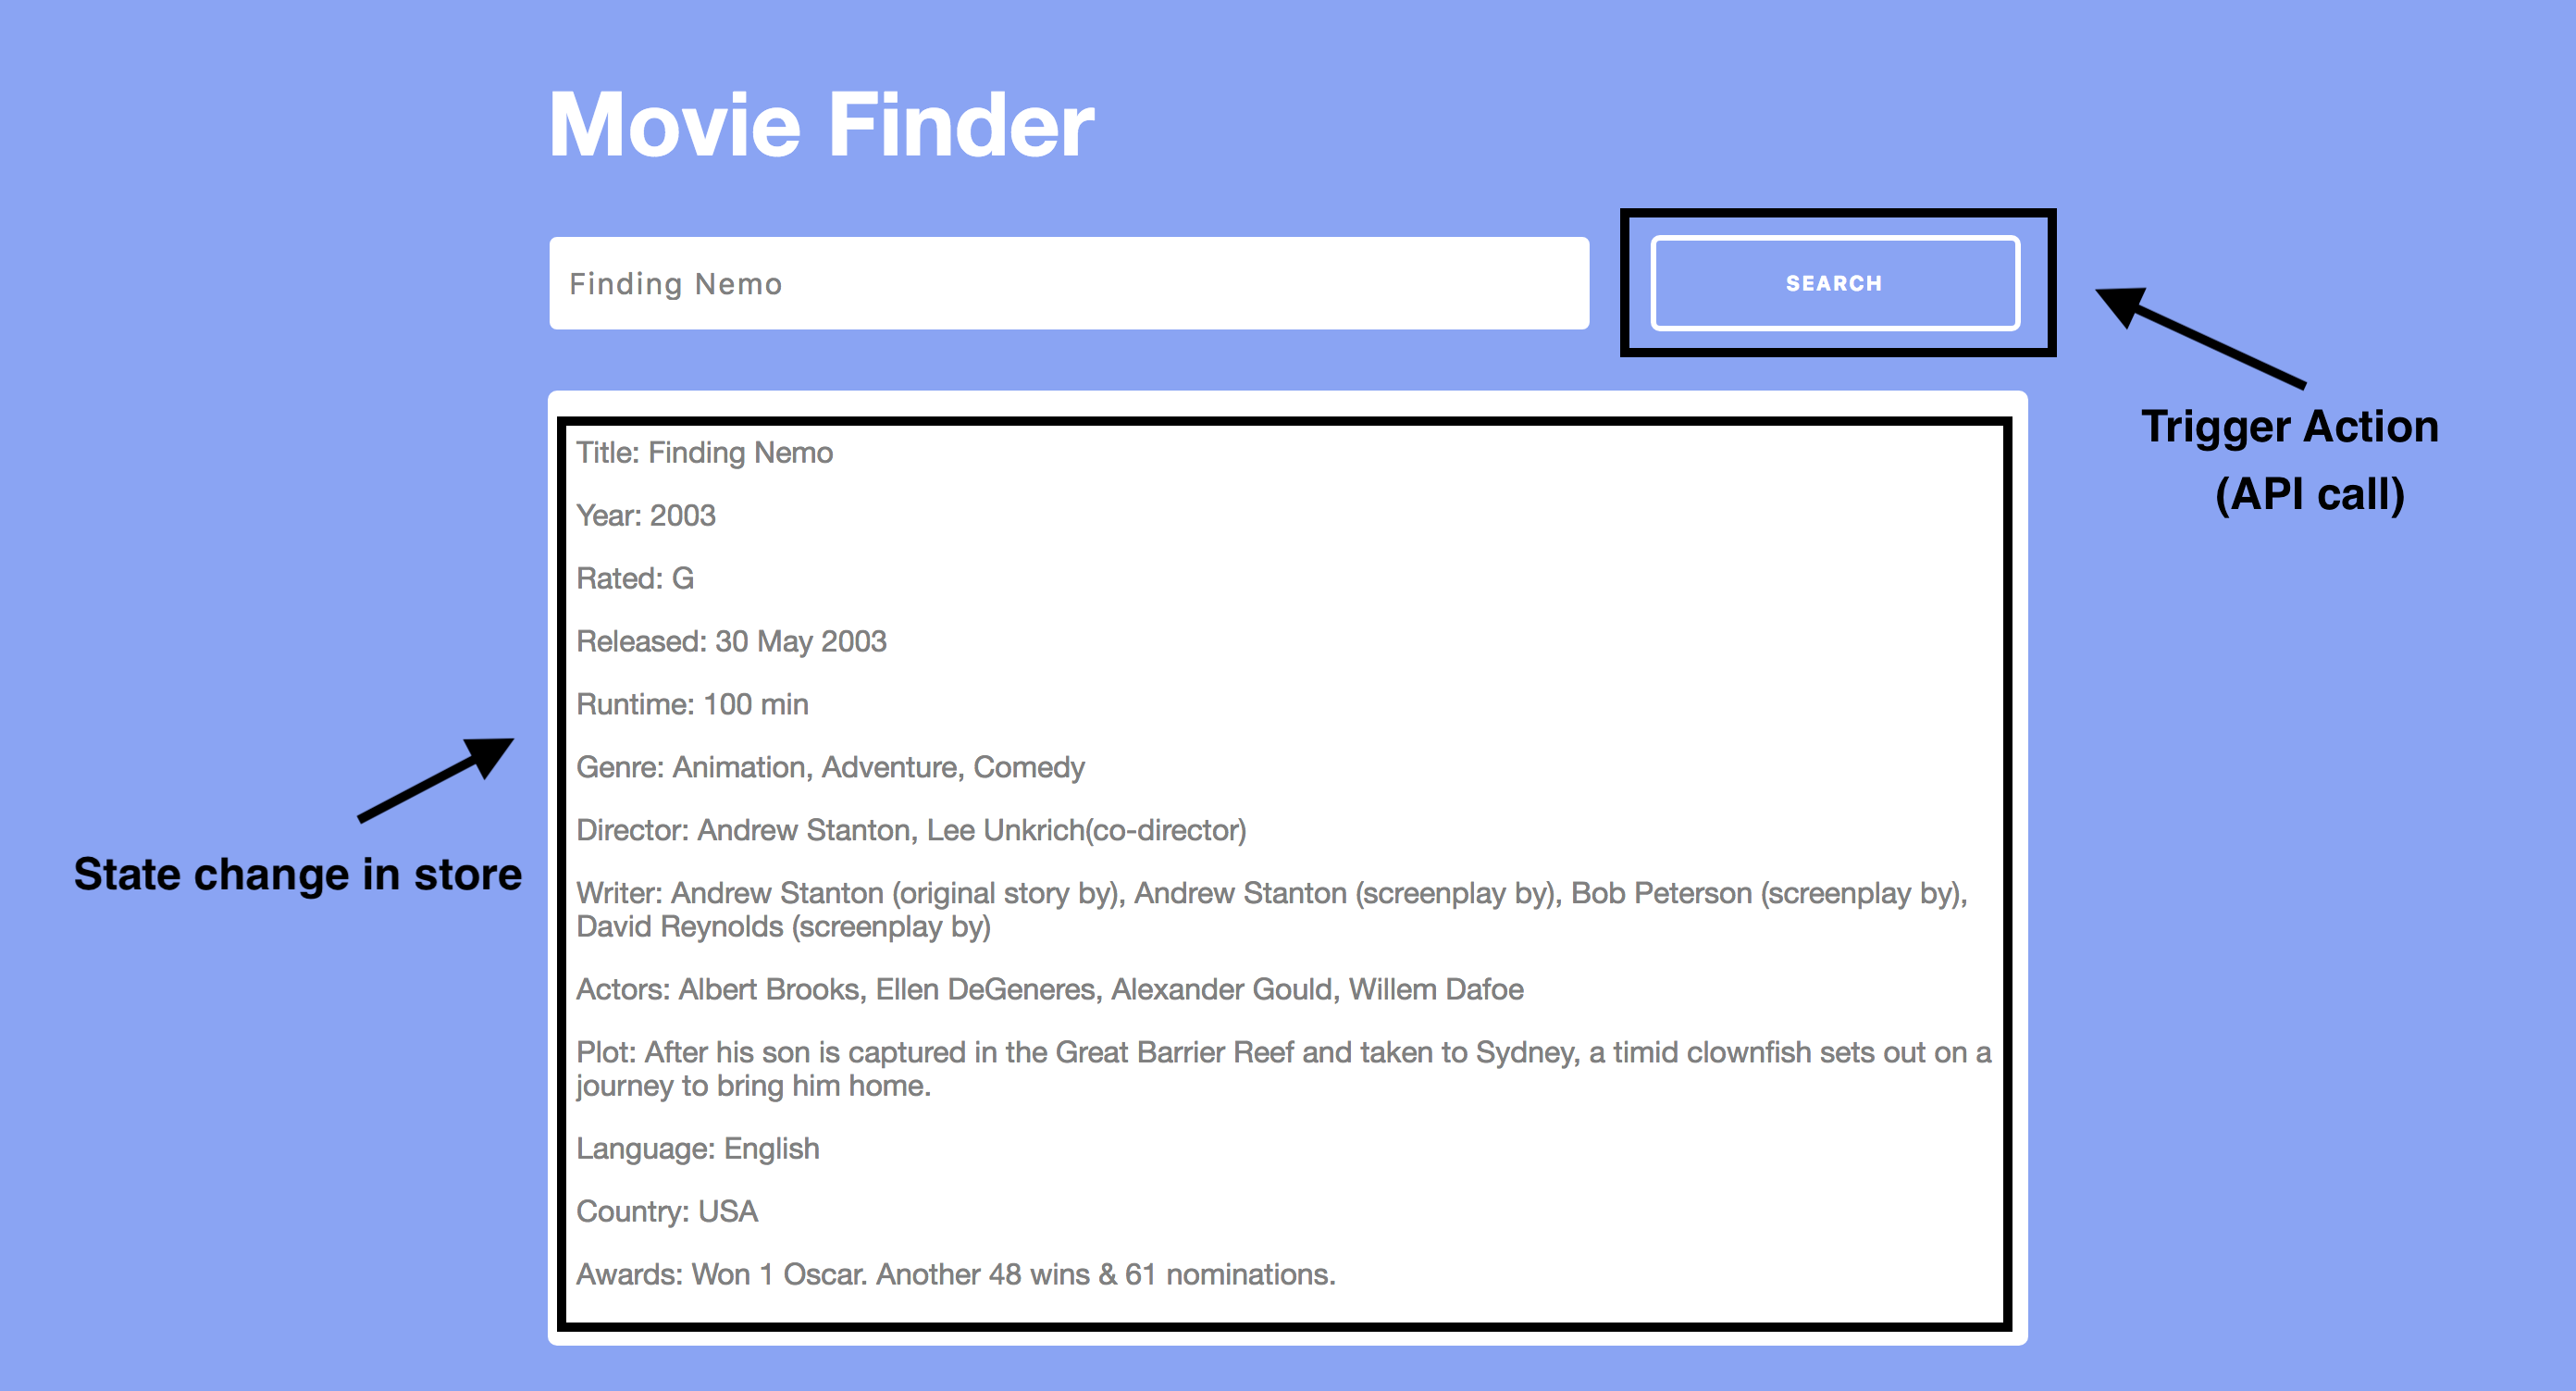 Movie Finder
Finding Nemo
SEARCH
Trigger Action
(API call)
Title: Finding Nemo
Year: 2003
Rated: G
Released: 30 May 2003
Runtime: 100 min
Genre: Animation, Adventure, Comedy
Director: Andrew Stanton, Lee Unkrich(co-director)
State change in store
Writer: Andrew Stanton (original story by), Andrew Stanton (screenplay by), Bob Peterson (screenplay by),
David Reynolds (screenplay by)
Actors: Albert Brooks, Ellen DeGeneres, Alexander Gould, Willem Dafoe
Plot: After his son is captured in the Great Barrier Reef and taken to Sydney, a timid clownfish sets out on a
journey to bring him home.
Language: English
Country: USA
Awards: Won 1 Oscar. Another 48 wins & 61 nominations.